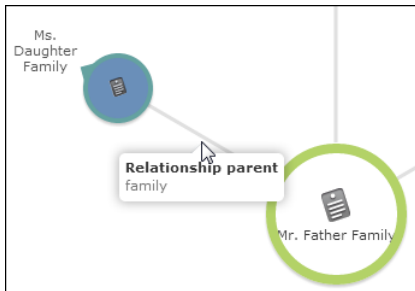 Ms.
Daughter
Family
Relationship parent
family
Mr. Father Family